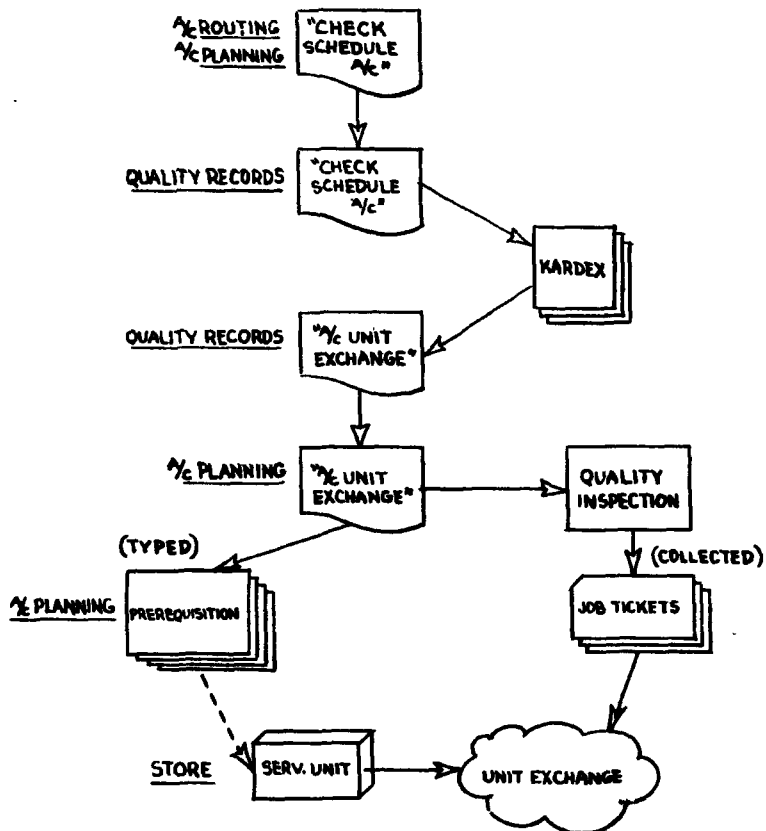 A/C ROUTING
A/C PLANNING
"CHECK
SCHEDULE
A/C"
QUALITY RECORDS
"CHECK
SCHEDULE
A/C"
KARDEX
QUALITY RECORDS
"A/C UNIT
EXCHANGE"
A/C PLANNING
"A/C UNIT
EXCHANGE"
QUALITY
INSPECTION
(TYPED)
(COLLECTED)
A/C PLANNING
PREREQUISITION
JOB TICKETS
STORE
SERV. UNIT
UNIT EXCHANGE